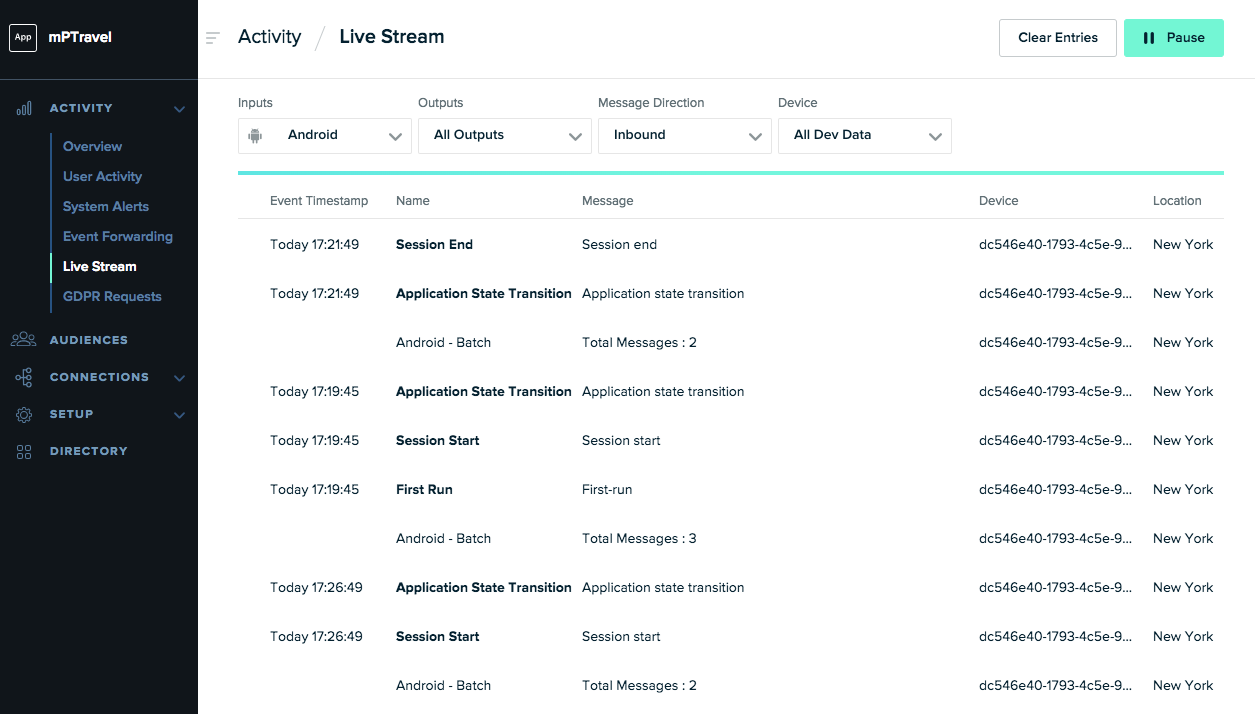 App mPTravel
ACTIVITY
Overview
User Activity
System Alerts
Event Forwarding
Live Stream
GDPR Requests
AUDIENCES
CONNECTIONS
SETUP
DIRECTORY
Activity / Live Stream
Clear Entries
Pause
Inputs Outputs Message Direction Device
Android All Outputs Inbound All Dev Data
Event Timestamp Name Message Device Location
Today 17:21:49 Session End Session end dc546e40-1793-4c5e-9... New York
Today 17:21:49 Application State Transition Application state transition dc546e40-1793-4c5e-9... New York
Android - Batch Total Messages : 2 dc546e40-1793-4c5e-9... New York
Today 17:19:45 Application State Transition Application state transition dc546e40-1793-4c5e-9... New York
Today 17:19:45 Session Start Session start dc546e40-1793-4c5e-9... New York
Today 17:19:45 First Run First-run dc546e40-1793-4c5e-9... New York
Android - Batch Total Messages : 3 dc546e40-1793-4c5e-9... New York
Today 17:26:49 Application State Transition Application state transition dc546e40-1793-4c5e-9... New York
Today 17:26:49 Session Start Session start dc546e40-1793-4c5e-9... New York
Android - Batch Total Messages : 2 dc546e40-1793-4c5e-9... New York